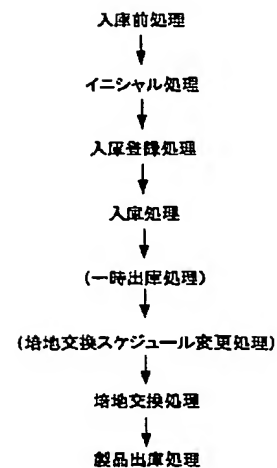 入庫前処理
イニシャル処理
入庫登録処理
入庫処理
(一時出庫処理)
(培地交換スケジュール変更処理)
培地交換処理
製品出庫処理